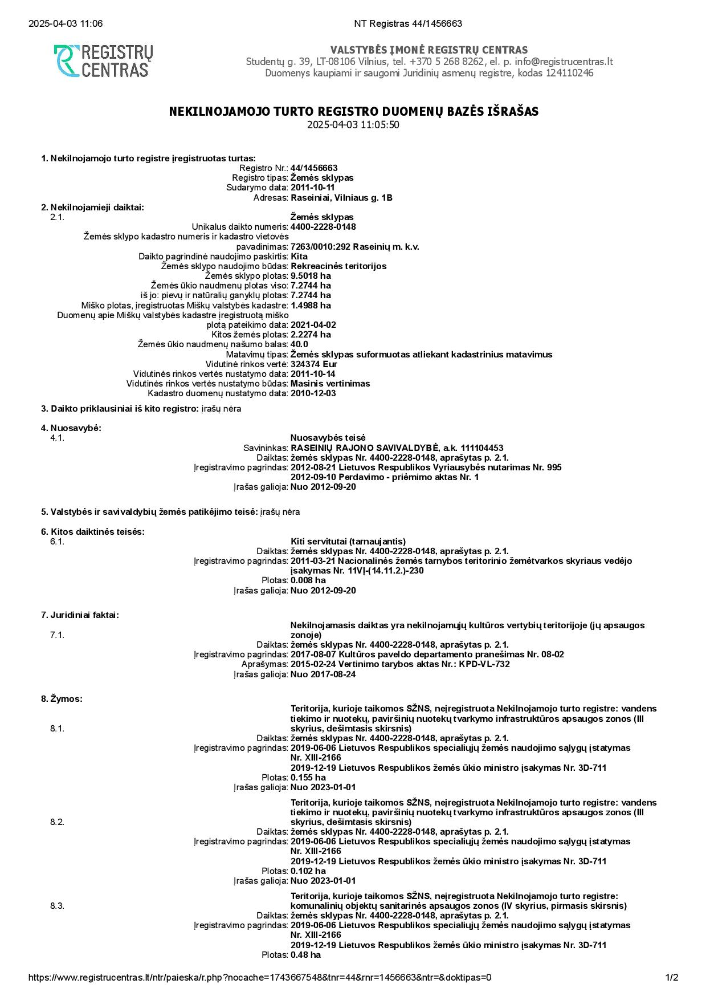 2025-04-03 11:06
NT Registras 44/1456663
REGISTRŲ
CENTRAS
VALSTYBĖS ĮMONĖ REGISTRŲ CENTRAS
Studentų g. 39, LT-08106 Vilnius, tel. +370 5 268 8262, el. p. info@registrucentras.lt
Duomenys kaupiami ir saugomi Juridinių asmenų registre, kodas 124110246
NEKILNOJAMOJO TURTO REGISTRO DUOMENŲ BAZĖS IŠRAŠAS
2025-04-03 11:05:50
1. Nekilnojamojo turto registre įregistruotas turtas:
Registro Nr.: 44/1456663
Registro tipas: Žemės sklypas
Sudarymo data: 2011-10-11
Adresas: Raseiniai, Vilniaus g. 1B
2. Nekilnojamieji daiktai:
2.1. Žemės sklypas
Unikalus daikto numeris: 4400-2228-0148
Žemės sklypo kadastro numeris ir kadastro vietovės
pavadinimas: 7263/0010:292 Raseinių m. k.v.
Daikto pagrindinė naudojimo paskirtis: Kita
Žemės sklypo naudojimo būdas: Rekreacinės teritorijos
Žemės sklypo plotas: 9.5018 ha
Žemės ūkio naudmenų plotas viso: 7.2744 ha
iš jo: pievų ir natūralių ganyklų plotas: 7.2744 ha
Miško plotas, įregistruotas Miškų valstybės kadastre: 1.4988 ha
Duomenų apie Miškų valstybės kadastre įregistruotą miško
plotą pateikimo data: 2021-04-02
Kitos žemės plotas: 2.2274 ha
Žemės ūkio naudmenų našumo balas: 40.0
Matavimų tipas: Žemės sklypas suformuotas atliekant kadastrinius matavimus
Vidutinė rinkos vertė: 324374 Eur
Vidutinės rinkos vertės nustatymo data: 2011-10-14
Vidutinės rinkos vertės nustatymo būdas: Masinis vertinimas
Kadastro duomenų nustatymo data: 2010-12-03
3. Daikto priklausiniai iš kito registro: įrašų nėra
4. Nuosavybė:
4.1. Nuosavybės teisė
Savininkas: RASEINIŲ RAJONO SAVIVALDYBĖ, a.k. 111104453
Daiktas: žemės sklypas Nr. 4400-2228-0148, aprašytas p. 2.1.
Įregistravimo pagrindas: 2012-08-21 Lietuvos Respublikos Vyriausybės nutarimas Nr. 995
2012-09-10 Perdavimo - priėmimo aktas Nr. 1
Įrašas galioja: Nuo 2012-09-20
5. Valstybės ir savivaldybių žemės patikėjimo teisė: įrašų nėra
6. Kitos daiktinės teisės:
6.1. Kiti servitutai (tarnaujantis)
Daiktas: žemės sklypas Nr. 4400-2228-0148, aprašytas p. 2.1.
Įregistravimo pagrindas: 2011-03-21 Nacionalinės žemės tarnybos teritorinio žemėtvarkos skyriaus vedėjo
įsakymas Nr. 11VĮ-(14.11.2.)-230
Plotas: 0.008 ha
Įrašas galioja: Nuo 2012-09-20
7. Juridiniai faktai:
Nekilnojamasis daiktas yra nekilnojamųjų kultūros vertybių teritorijoje (jų apsaugos
7.1. zonoje)
Daiktas: žemės sklypas Nr. 4400-2228-0148, aprašytas p. 2.1.
Įregistravimo pagrindas: 2017-08-07 Kultūros paveldo departamento pranešimas Nr. 08-02
Aprašymas: 2015-02-24 Vertinimo tarybos aktas Nr.: KPD-VL-732
Įrašas galioja: Nuo 2017-08-24
8. Žymos:
Teritorija, kurioje taikomos SŽNS, neįregistruota Nekilnojamojo turto registre: vandens
tiekimo ir nuotekų, paviršinių nuotekų tvarkymo infrastruktūros apsaugos zonos (III
8.1. skyrius, dešimtasis skirsnis)
Daiktas: žemės sklypas Nr. 4400-2228-0148, aprašytas p. 2.1.
Įregistravimo pagrindas: 2019-06-06 Lietuvos Respublikos specialiųjų žemės naudojimo sąlygų įstatymas
Nr. XIII-2166
2019-12-19 Lietuvos Respublikos žemės ūkio ministro įsakymas Nr. 3D-711
Plotas: 0.155 ha
Įrašas galioja: Nuo 2023-01-01
Teritorija, kurioje taikomos SŽNS, neįregistruota Nekilnojamojo turto registre: vandens
tiekimo ir nuotekų, paviršinių nuotekų tvarkymo infrastruktūros apsaugos zonos (III
8.2. skyrius, dešimtasis skirsnis)
Daiktas: žemės sklypas Nr. 4400-2228-0148, aprašytas p. 2.1.
Įregistravimo pagrindas: 2019-06-06 Lietuvos Respublikos specialiųjų žemės naudojimo sąlygų įstatymas
Nr. XIII-2166
2019-12-19 Lietuvos Respublikos žemės ūkio ministro įsakymas Nr. 3D-711
Plotas: 0.102 ha
Įrašas galioja: Nuo 2023-01-01
Teritorija, kurioje taikomos SŽNS, neįregistruota Nekilnojamojo turto registre:
8.3. komunalinių objektų sanitarinės apsaugos zonos (IV skyrius, pirmasis skirsnis)
Daiktas: žemės sklypas Nr. 4400-2228-0148, aprašytas p. 2.1.
Įregistravimo pagrindas: 2019-06-06 Lietuvos Respublikos specialiųjų žemės naudojimo sąlygų įstatymas
Nr. XIII-2166
2019-12-19 Lietuvos Respublikos žemės ūkio ministro įsakymas Nr. 3D-711
Plotas: 0.48 ha
https://www.registrucentras.lt/ntr/paieska/r.php?nocache=1743667548&tnr=44&rnr=1456663&ntr=&doktipas=0
1/2